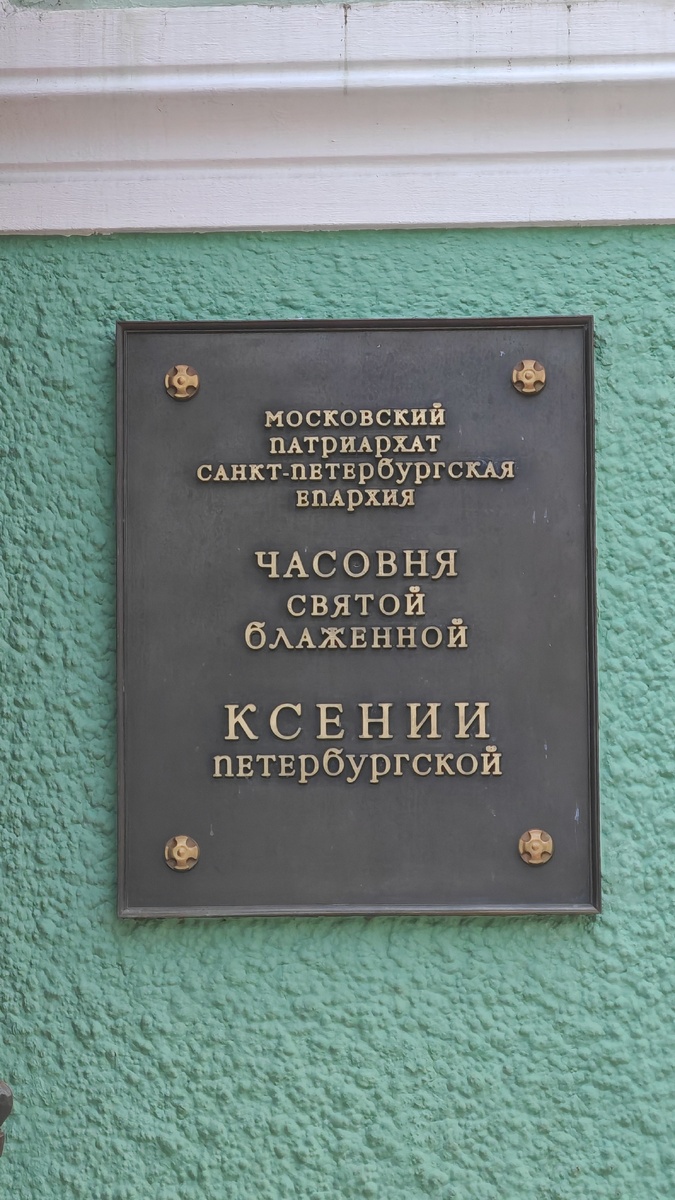 МОСКОВСКИЙ
ПАТРИАРХАТ
САНКТ-ПЕТЕРБУРГСКАЯ
ЕПАРХИЯ
ЧАСОВНЯ
СВЯТОЙ
БЛАЖЕННОЙ
КСЕНИИ
ПЕТЕРБУРГСКОЙ